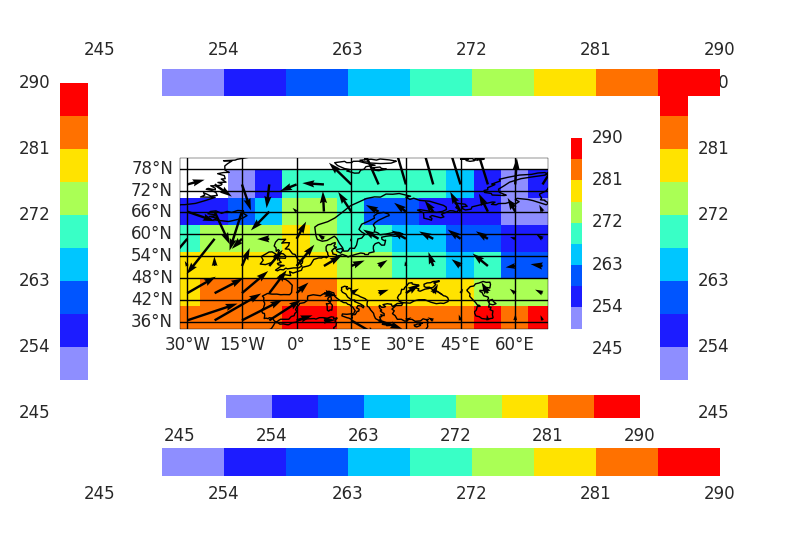 245 254 263 272 281 290
290 0
290
281 281
78°N 281
72°N
272 66°N 272 272
60°N
263 54°N 263 263
48°N
42°N 254
254 36°N 254
30°W 15°W 0° 15°E 30°E 45°E 60°E 245
245 245
245 254 263 272 281 290
245 254 263 272 281 290